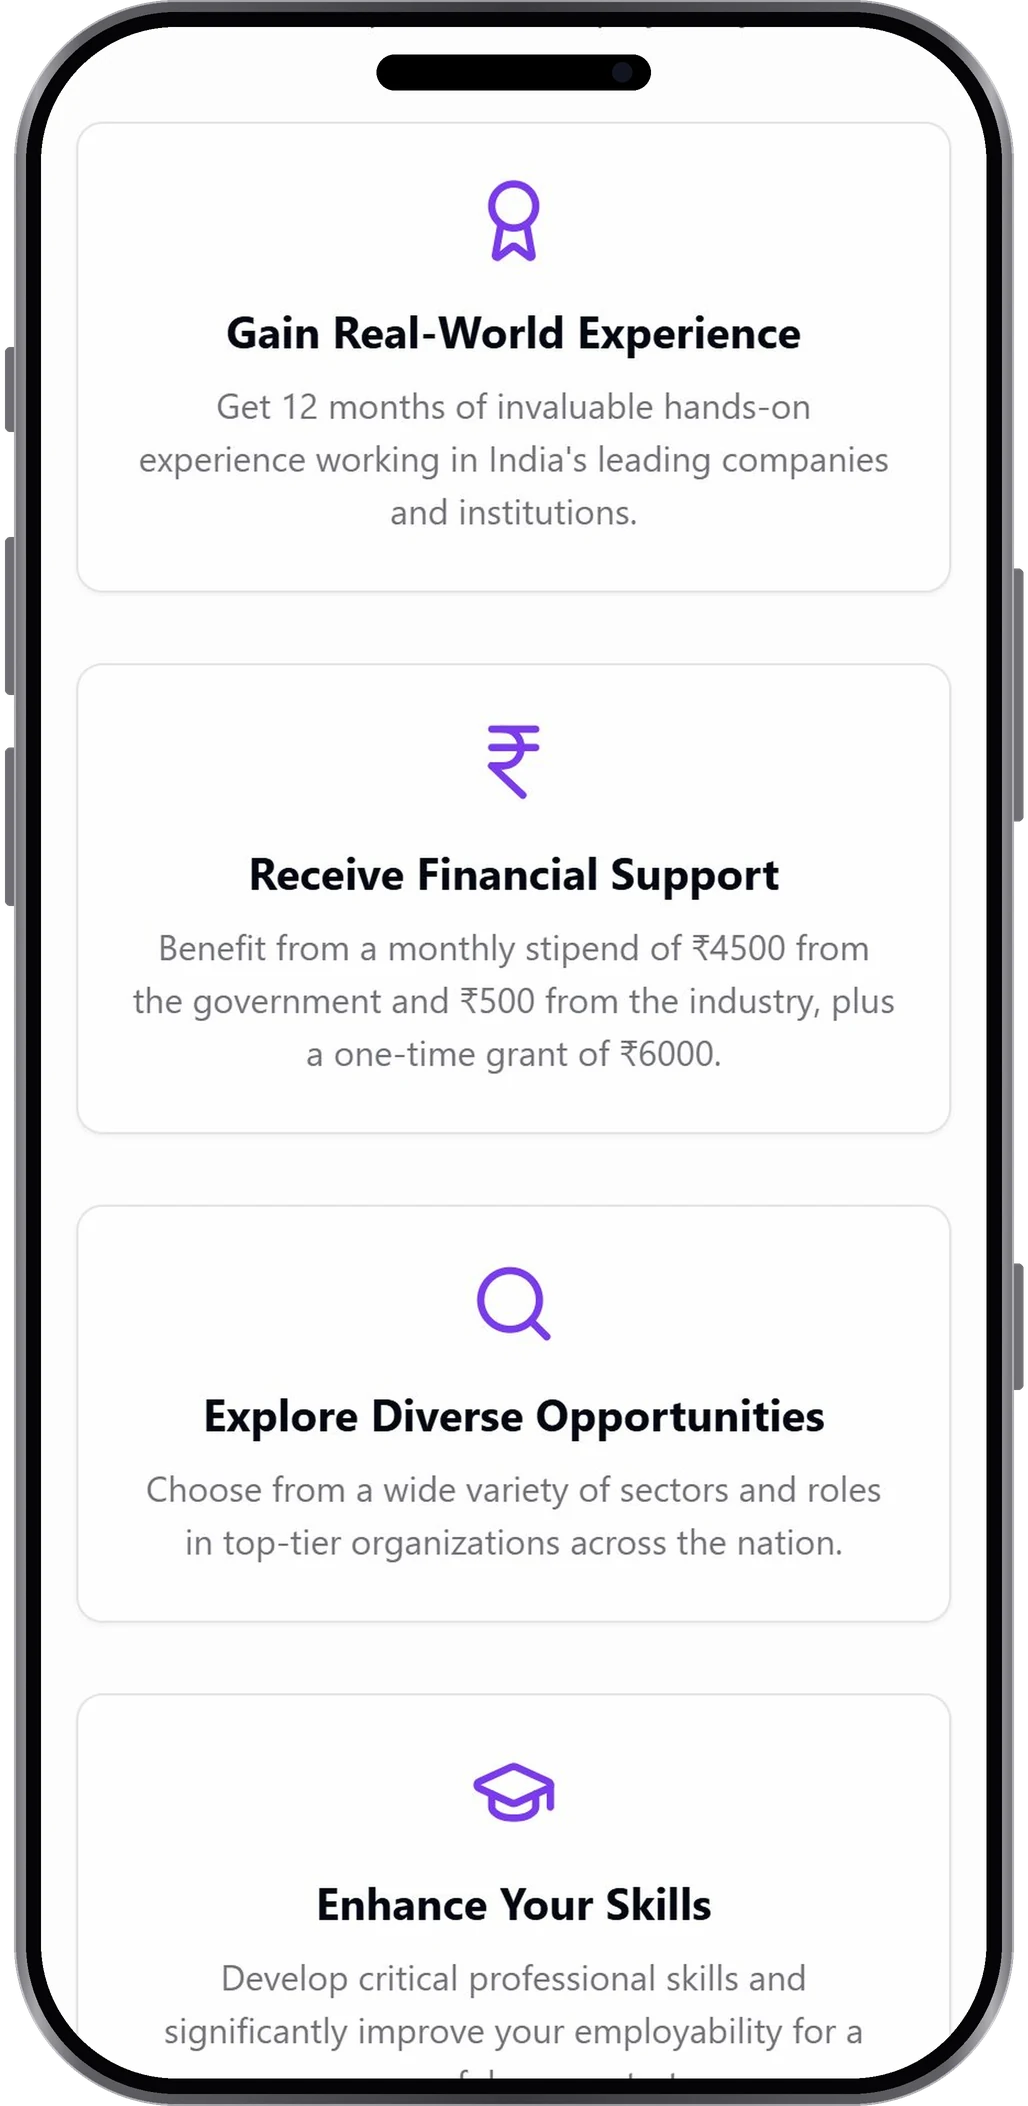 Gain Real-World Experience
Get 12 months of invaluable hands-on
experience working in India's leading companies
and institutions.
Receive Financial Support
Benefit from a monthly stipend of ₹4500 from
the government and ₹500 from the industry, plus
a one-time grant of ₹6000.
Explore Diverse Opportunities
Choose from a wide variety of sectors and roles
in top-tier organizations across the nation.
Enhance Your Skills
Develop critical professional skills and
significantly improve your employability for a